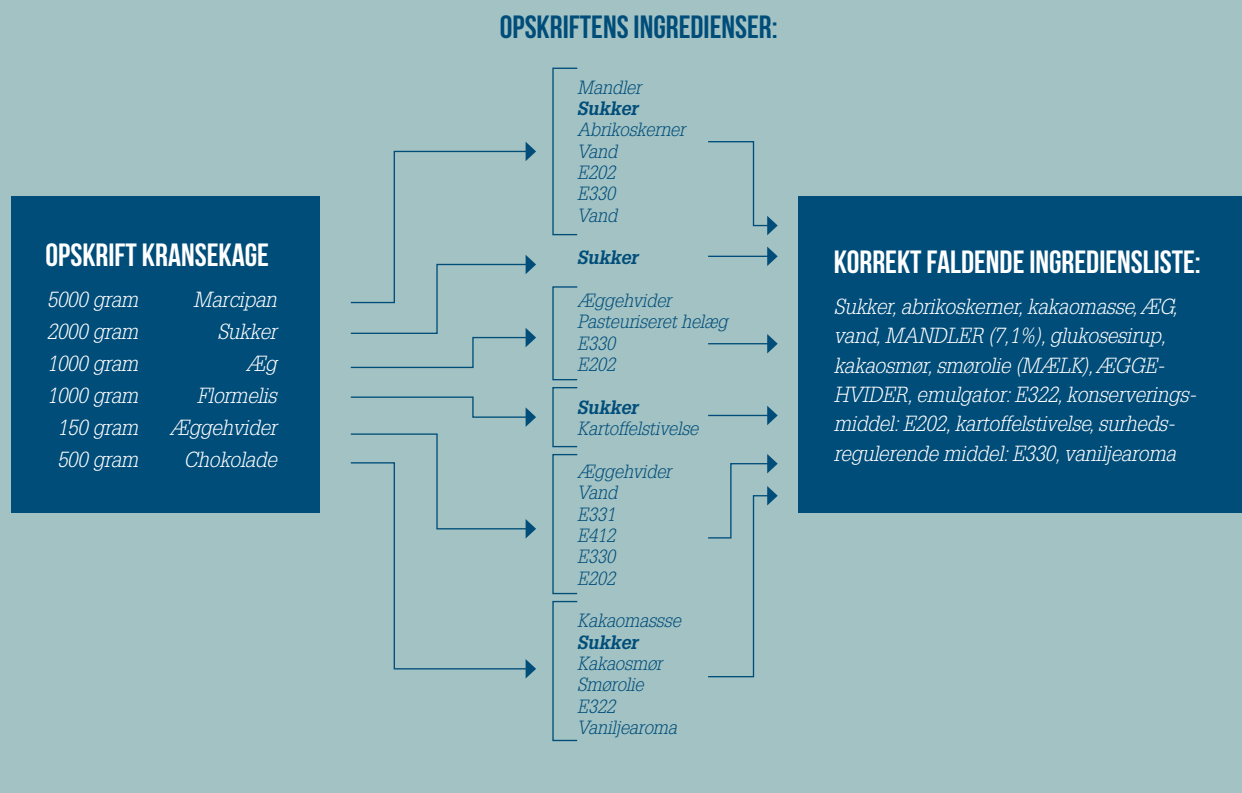 OPSKRIFTENS INGREDIENSER:
OPSKRIFT KRANSEKAGE
5000 gram Marcipan
2000 gram Sukker
1000 gram Æg
1000 gram Flormelis
150 gram Æggehvider
500 gram Chokolade
Mandler
Sukker
Abrikoskerner
Vand
E202
E330
Vand
Sukker
Æggehvider
Pasteuriseret helæg
E330
E202
Sukker
Kartoffelstivelse
Æggehvider
Vand
E331
E412
E330
E202
Kakaomassse
Sukker
Kakaosmør
Smørolie
E322
Vaniljearoma
KORREKT FALDENDE INGREDIENSLISTE:
Sukker, abrikoskerner, kakaomasse, ÆG,
vand, MANDLER (7,1%), glukosesirup,
kakaosmør, smørolie (MÆLK), ÆGGE-
HVIDER, emulgator: E322, konserverings-
middel: E202, kartoffelstivelse, surheds-
regulerende middel: E330, vaniljearoma